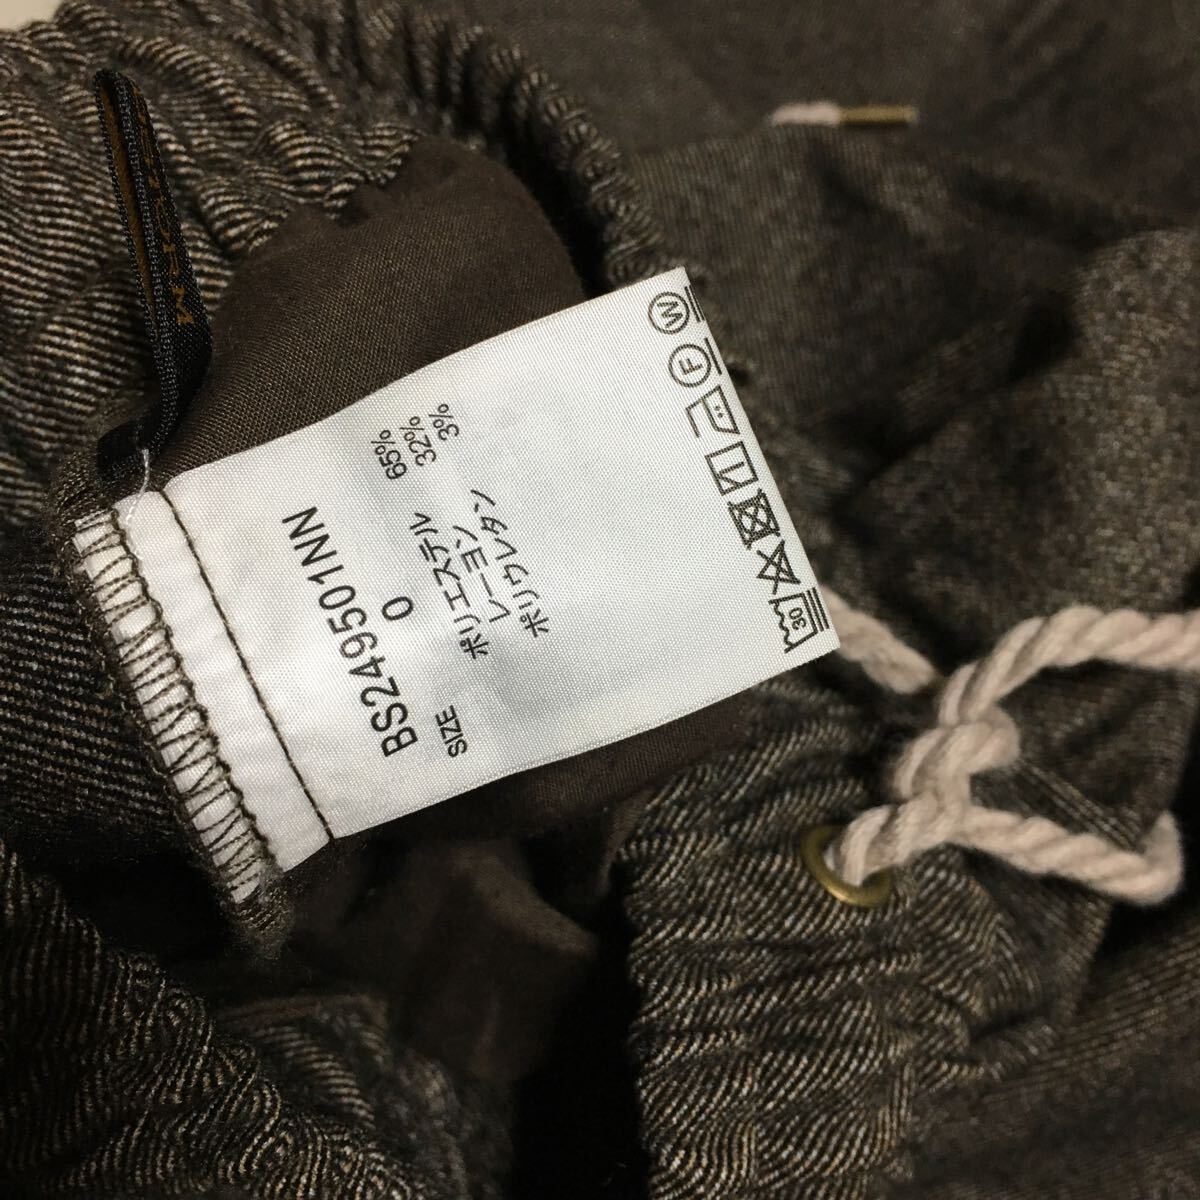 BS249501NN
SIZE 0
ポリエステル 65%
レーヨン 32%
ポリウレタン 3%
30
F
W